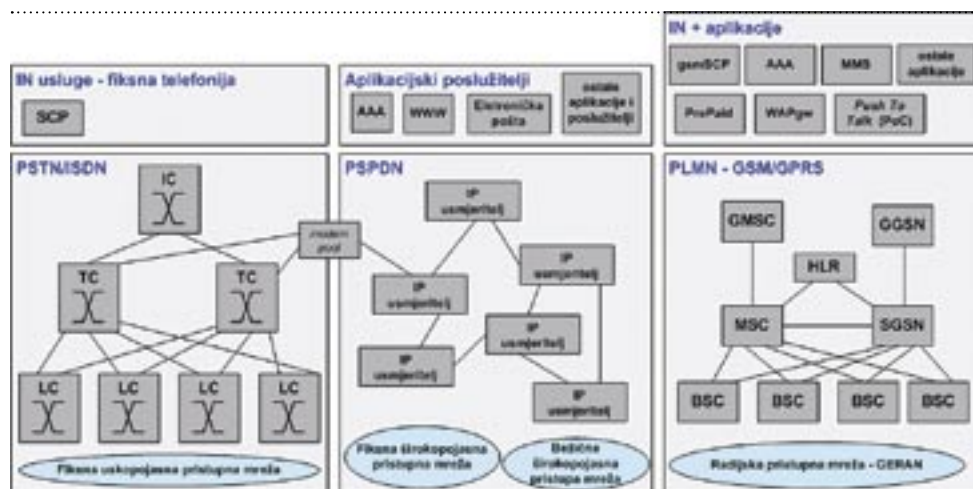 IN usluge - fiksna telefonija
SCP
Aplikacijski poslužitelji
AAA
WWW
Eletronička
pošta
ostale
aplikacije i
poslužitelji
IN + aplikacije
gsmSCP
AAA
MMS
ostale
aplikacije
PrePaid
WAPgw
Push To
Talk (PoC)
PSTN/ISDN
IC
TC
TC
LC
LC
LC
LC
Fiksna uskopojasna pristupna mreža
modem
pool
PSPDN
IP
usmjeritelj
IP
usmjeritelj
IP
usmjeritelj
IP
usmjeritelj
IP
usmjeritelj
IP
usmjeritelj
Fiksna širokopojasna
pristupna mreža
Bežična
širokopojasna
pristupa mreža
PLMN - GSM/GPRS
GMSC
GGSN
HLR
MSC
SGSN
BSC
BSC
BSC
BSC
Radijska pristupna mreža - GERAN